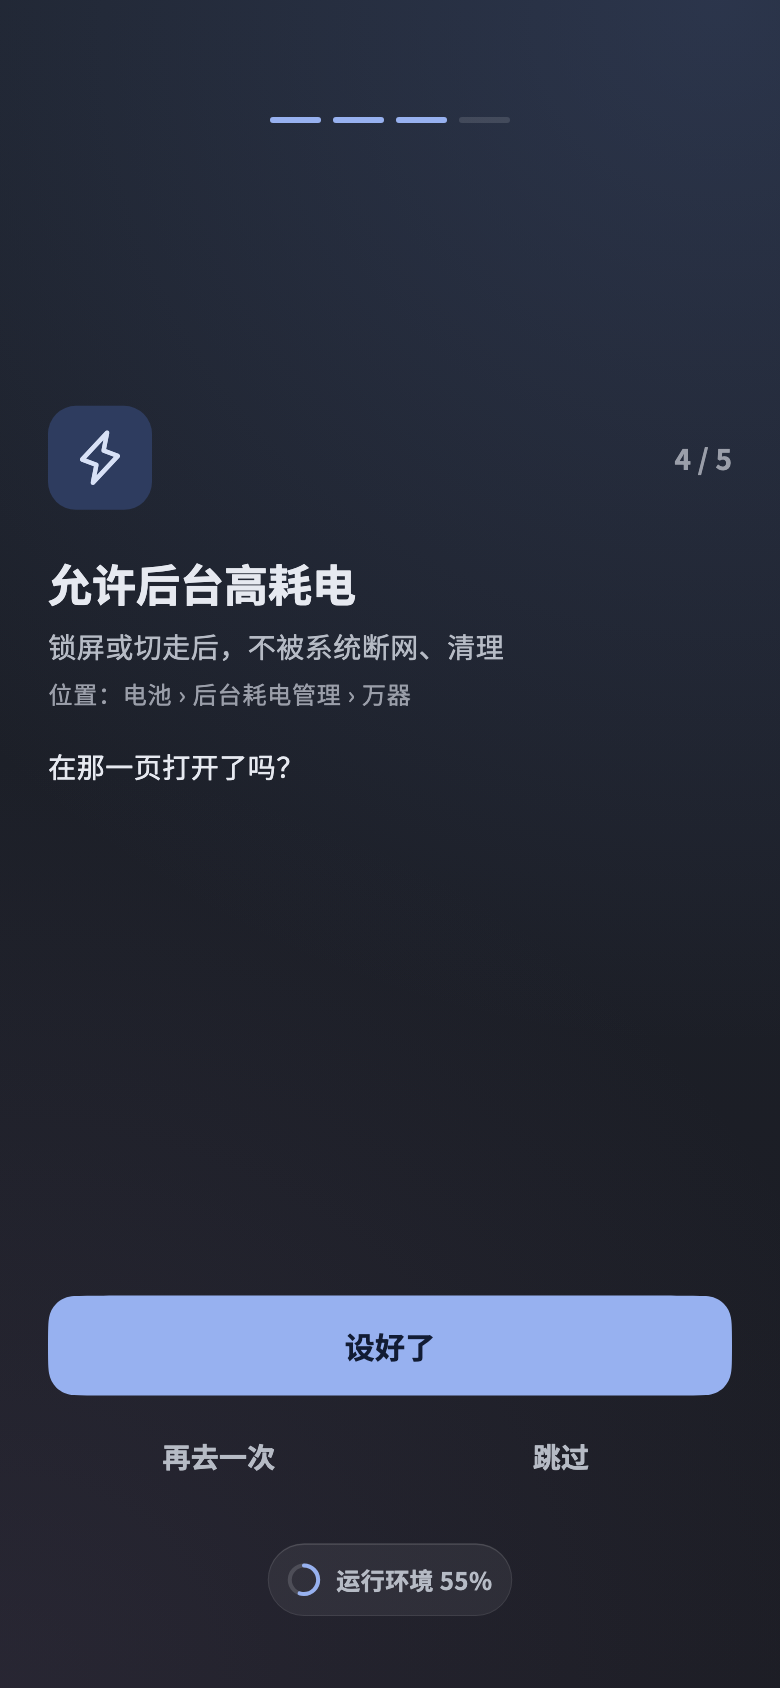 4 / 5
允许后台高耗电
锁屏或切走后，不被系统断网、清理
位置：电池 › 后台耗电管理 › 万器
在那一页打开了吗？
设好了
再去一次
跳过
运行环境 55%